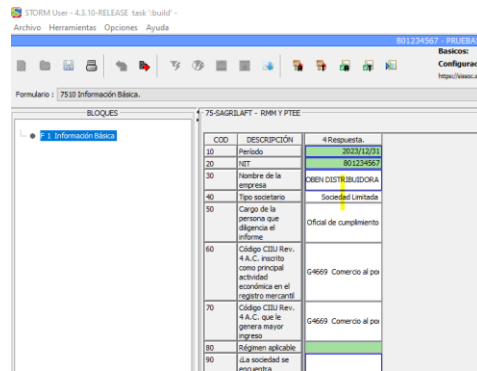 STORM User - 4.3.10-RELEASE task ':build' -
Archivo Herramientas Opciones Ayuda
801234567 - PRUEBAS
Basicos:
Configurac
https://siasoc.s
Formulario : 7510 Información Básica.
BLOQUES
75-SAGRILAFT - RMM Y PTEE
F 1 Información Básica
COD DESCRIPCIÓN 4 Respuesta.
10 Período 2023/12/31
20 NIT 801234567
30 Nombre de la empresa OBEN DISTRIBUIDORA
40 Tipo societario Sociedad Limitada
50 Cargo de la persona que diligencia el informe Oficial de cumplimiento
60 Código CIIU Rev. 4 A.C. inscrito como principal actividad económica en el registro mercantil G4669 Comercio al por
70 Código CIIU Rev. 4 A.C. que le genera mayor ingreso G4669 Comercio al por
80 Régimen aplicable
90 ¿La sociedad se encuentra